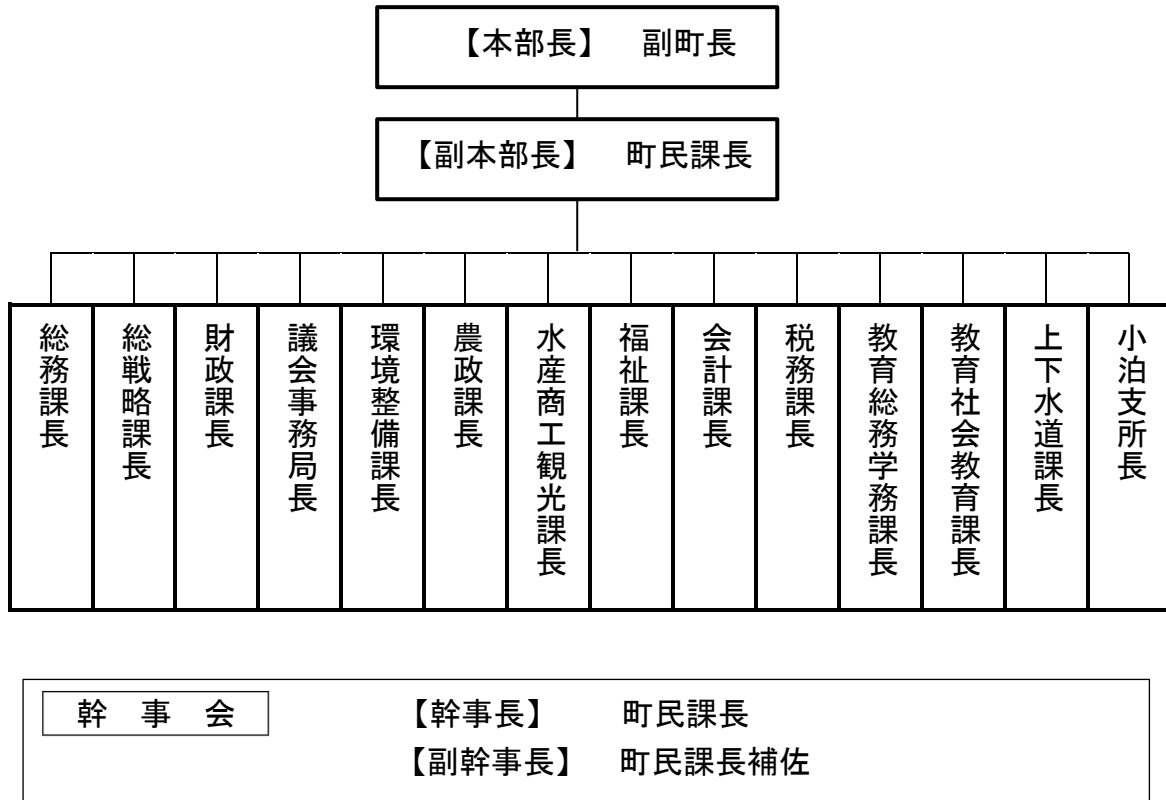 【本部長】　副町長
【副本部長】　町民課長
総務課長
総戦略課長
財政課長
議会事務局長
環境整備課長
農政課長
水産商工観光課長
福祉課長
会計課長
税務課長
教育総務学務課長
教育社会教育課長
上下水道課長
小泊支所長
幹　事　会　【幹事長】　町民課長
【副幹事長】　町民課長補佐